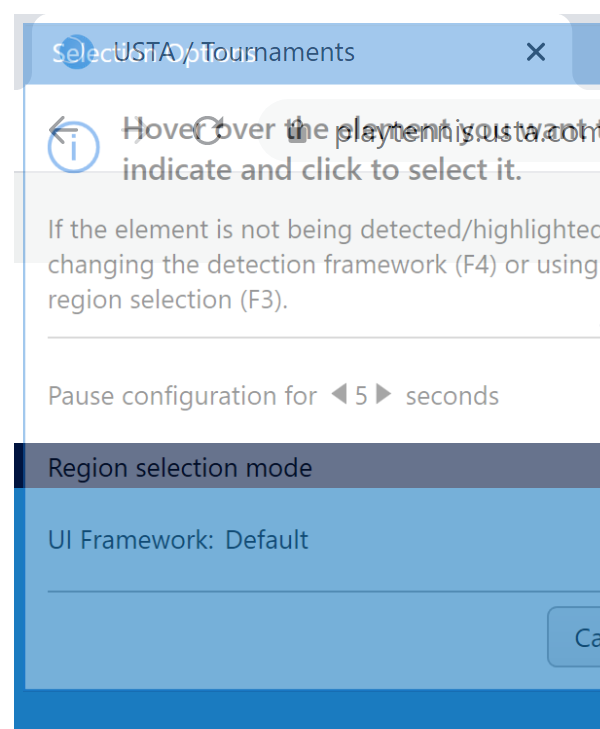 Selection Options
USTA / Tournaments
playtennis.usta.com
Hover over the element you want t
indicate and click to select it.
If the element is not being detected/highlighted
changing the detection framework (F4) or using
region selection (F3).
Pause configuration for 5 seconds
Region selection mode
UI Framework: Default
Ca